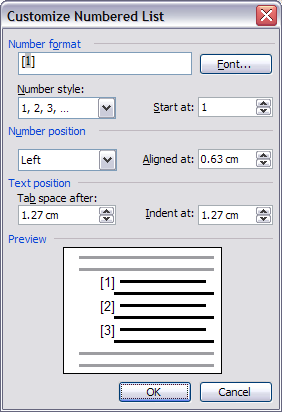 Customize Numbered List
Number format
[1]
Font...
Number style:
1, 2, 3, ...
Start at: 1
Number position
Left
Aligned at: 0.63 cm
Text position
Tab space after:
1.27 cm
Indent at: 1.27 cm
Preview
[1]
[2]
[3]
OK
Cancel